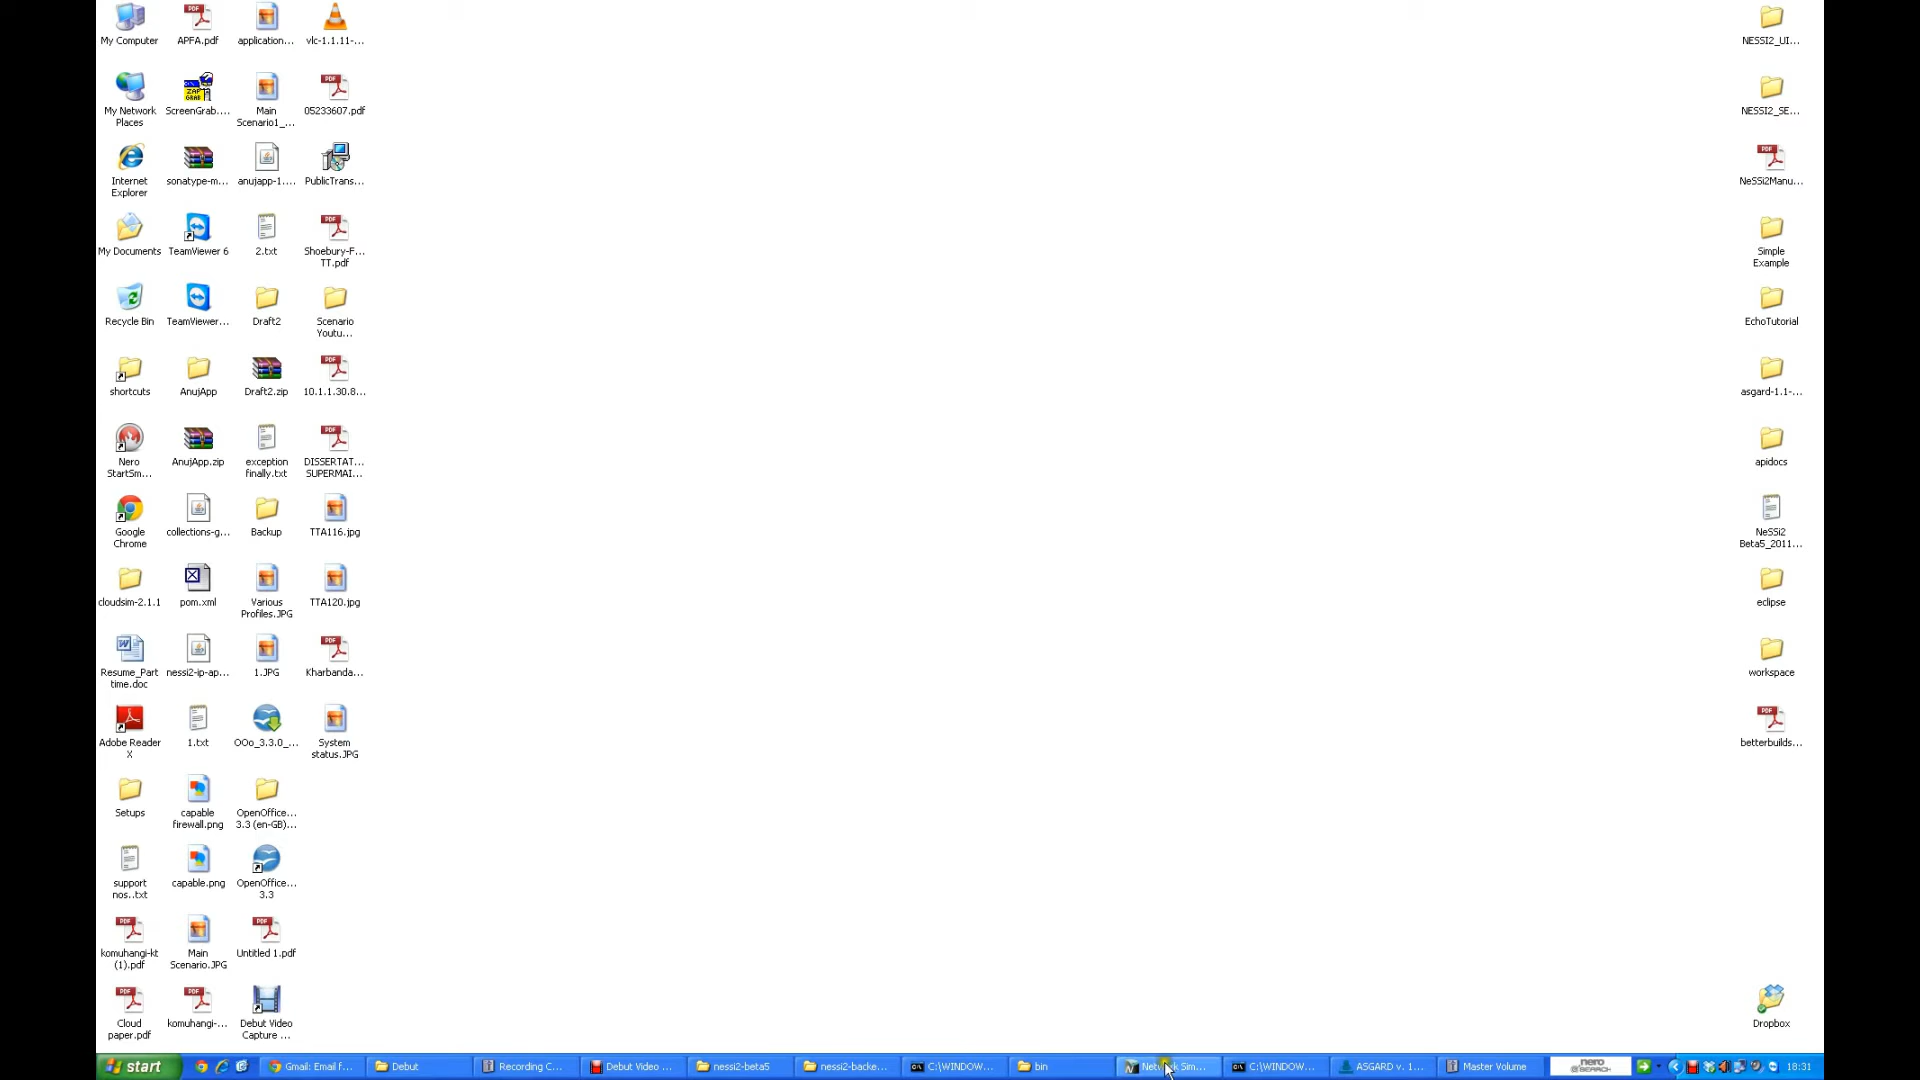 My Computer
APFA.pdf
application...
vlc-1.1.11-...
NESSI2_UI...
My Network
Places
ScreenGrab....
Main
Scenario1_...
05233607.pdf
NESSI2_SE...
Internet
Explorer
sonatype-m...
anujapp-1....
PublicTrans...
NeSSi2Manu...
My Documents
TeamViewer 6
2.txt
Shoebury-F...
TT.pdf
Simple
Example
Recycle Bin
TeamViewer...
Draft2
Scenario
Youtu...
EchoTutorial
shortcuts
AnujApp
Draft2.zip
10.1.1.30.8...
asgard-1.1-...
Nero
StartSm...
AnujApp.zip
exception
finally.txt
DISSERTAT...
SUPERMAI...
apidocs
Google
Chrome
collections-g...
Backup
TTA116.jpg
NeSSi2
Beta5_2011...
cloudsim-2.1.1
pom.xml
Various
Profiles.JPG
TTA120.jpg
eclipse
Resume_Part
time.doc
nessi2-ip-ap...
1.JPG
Kharbanda...
workspace
Adobe Reader
X
1.txt
OOo_3.3.0_...
System
status.JPG
betterbuilds...
Setups
capable
firewall.png
OpenOffice...
3.3 (en-GB)...
support
nos..txt
capable.png
OpenOffice...
3.3
komuhangi-kt
(1).pdf
Main
Scenario.JPG
Untitled 1.pdf
Cloud
paper.pdf
komuhangi-...
Debut Video
Capture ...
Dropbox
start
Gmail: Email f...
Debut
Recording C...
Debut Video ...
nessi2-beta5
nessi2-backe...
C:\WINDOW...
bin
Network Sim...
C:\WINDOW...
ASGARD v. 1...
Master Volume
nero
SEARCH
18:31